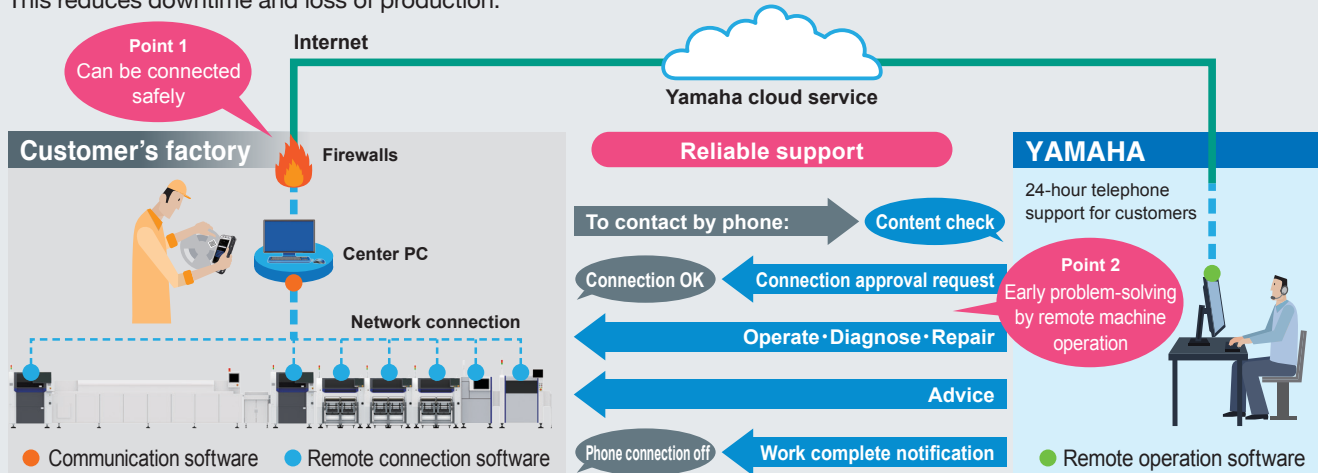 This reduces downtime and loss of production.
Point 1
Can be connected
safely
Internet
Yamaha cloud service
Customer's factory
Firewalls
Center PC
Network connection
Communication software
Remote connection software
Reliable support
To contact by phone:
Content check
Connection OK
Connection approval request
Operate・Diagnose・Repair
Advice
Phone connection off
Work complete notification
YAMAHA
24-hour telephone
support for customers
Point 2
Early problem-solving
by remote machine
operation
Remote operation software